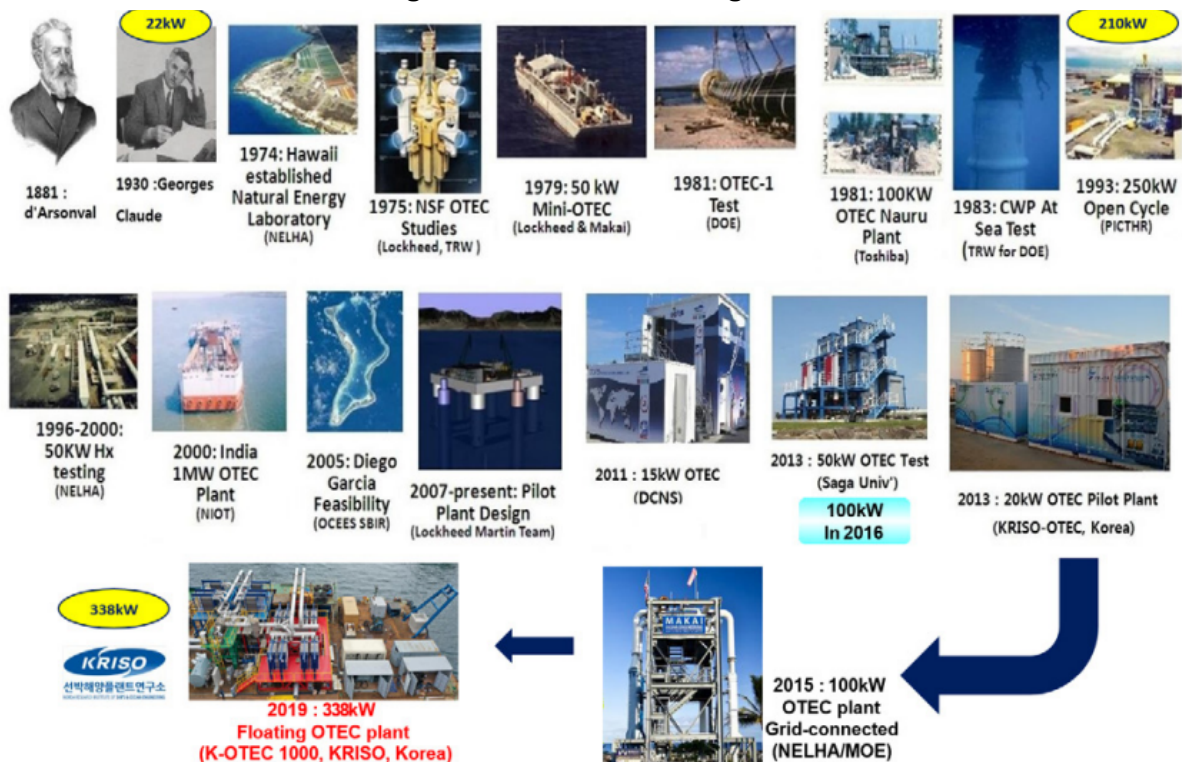 22kW
210kW
1881 :
d'Arsonval
1930 :Georges
Claude
1974: Hawaii
established
Natural Energy
Laboratory
(NELHA)
1975: NSF OTEC
Studies
(Lockheed, TRW )
1979: 50 kW
Mini-OTEC
(Lockheed & Makai)
1981: OTEC-1
Test
(DOE)
1981: 100KW
OTEC Nauru
Plant
(Toshiba)
1983: CWP At
Sea Test
(TRW for DOE)
1993: 250kW
Open Cycle
(PICTHR)
1996-2000:
50KW Hx
testing
(NELHA)
2000: India
1MW OTEC
Plant
(NIOT)
2005: Diego
Garcia
Feasibility
(OCEES SBIR)
2007-present: Pilot
Plant Design
(Lockheed Martin Team)
2011 : 15kW OTEC
(DCNS)
2013 : 50kW OTEC Test
(Saga Univ')
100kW
In 2016
2013 : 20kW OTEC Pilot Plant
(KRISO-OTEC, Korea)
338kW
KRISO
선박해양플랜트연구소
2019 : 338kW
Floating OTEC plant
(K-OTEC 1000, KRISO, Korea)
MAKAI
2015 : 100kW
OTEC plant
Grid-connected
(NELHA/MOE)